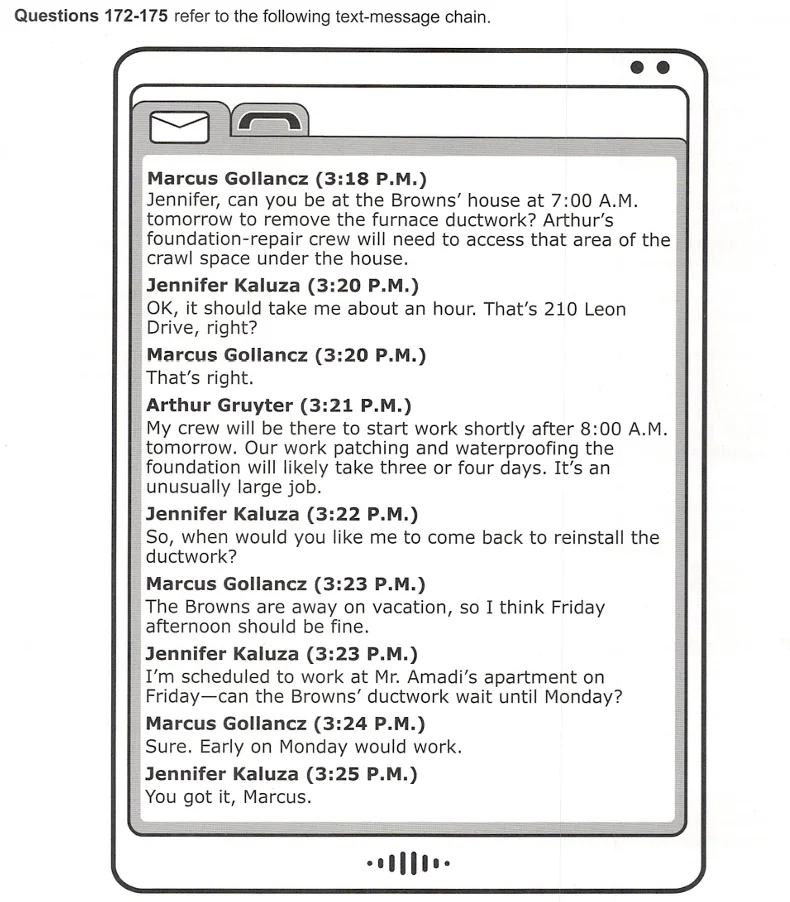 Questions 172-175 refer to the following text-message chain.
Marcus Gollancz (3:18 P.M.)
Jennifer, can you be at the Browns’ house at 7:00 A.M.
tomorrow to remove the furnace ductwork? Arthur’s
foundation-repair crew will need to access that area of the
crawl space under the house.
Jennifer Kaluza (3:20 P.M.)
OK, it should take me about an hour. That’s 210 Leon
Drive, right?
Marcus Gollancz (3:20 P.M.)
That’s right.
Arthur Gruyter (3:21 P.M.)
My crew will be there to start work shortly after 8:00 A.M.
tomorrow. Our work patching and waterproofing the
foundation will likely take three or four days. It’s an
unusually large job.
Jennifer Kaluza (3:22 P.M.)
So, when would you like me to come back to reinstall the
ductwork?
Marcus Gollancz (3:23 P.M.)
The Browns are away on vacation, so I think Friday
afternoon should be fine.
Jennifer Kaluza (3:23 P.M.)
I’m scheduled to work at Mr. Amadi’s apartment on
Friday—can the Browns’ ductwork wait until Monday?
Marcus Gollancz (3:24 P.M.)
Sure. Early on Monday would work.
Jennifer Kaluza (3:25 P.M.)
You got it, Marcus.